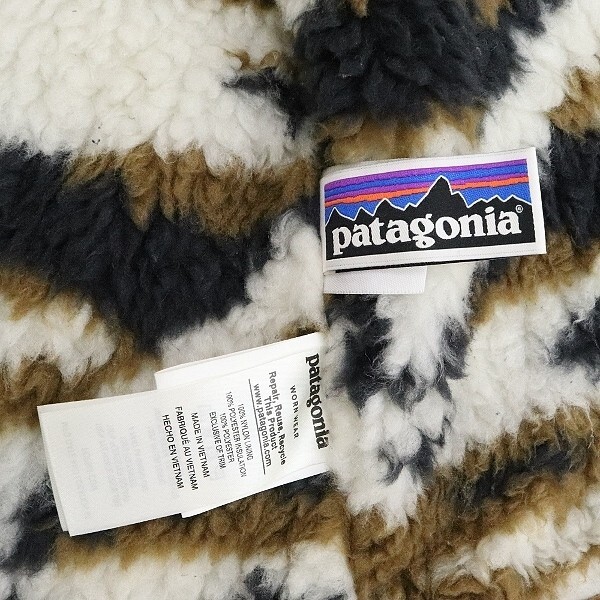 patagonia®
patagonia
WORN WEAR
Repair, Reuse Recycle
This Product
www.patagonia.com
100% NYLON LINING
100% POLYESTER INSULATION
100% POLYESTER
EXCLUSIVE OF TRIM
MADE IN VIETNAM
FABRIQUÉ AU VIETNAM
HECHO EN VIETNAM